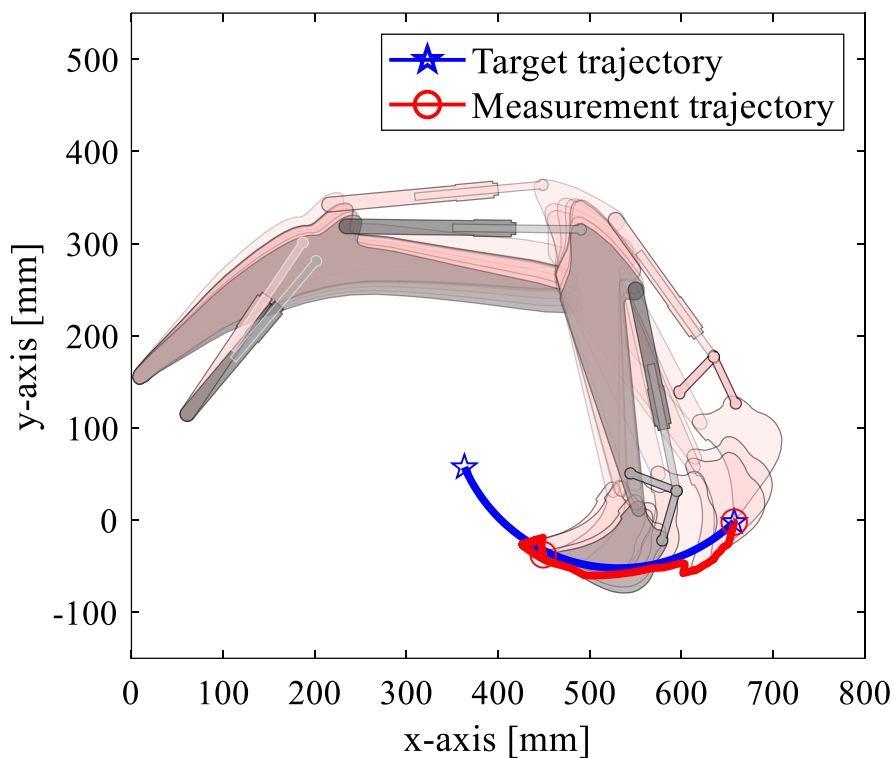 Target trajectory
Measurement trajectory
500
400
300
200
100
0
-100
y-axis [mm]
0 100 200 300 400 500 600 700 800
x-axis [mm]